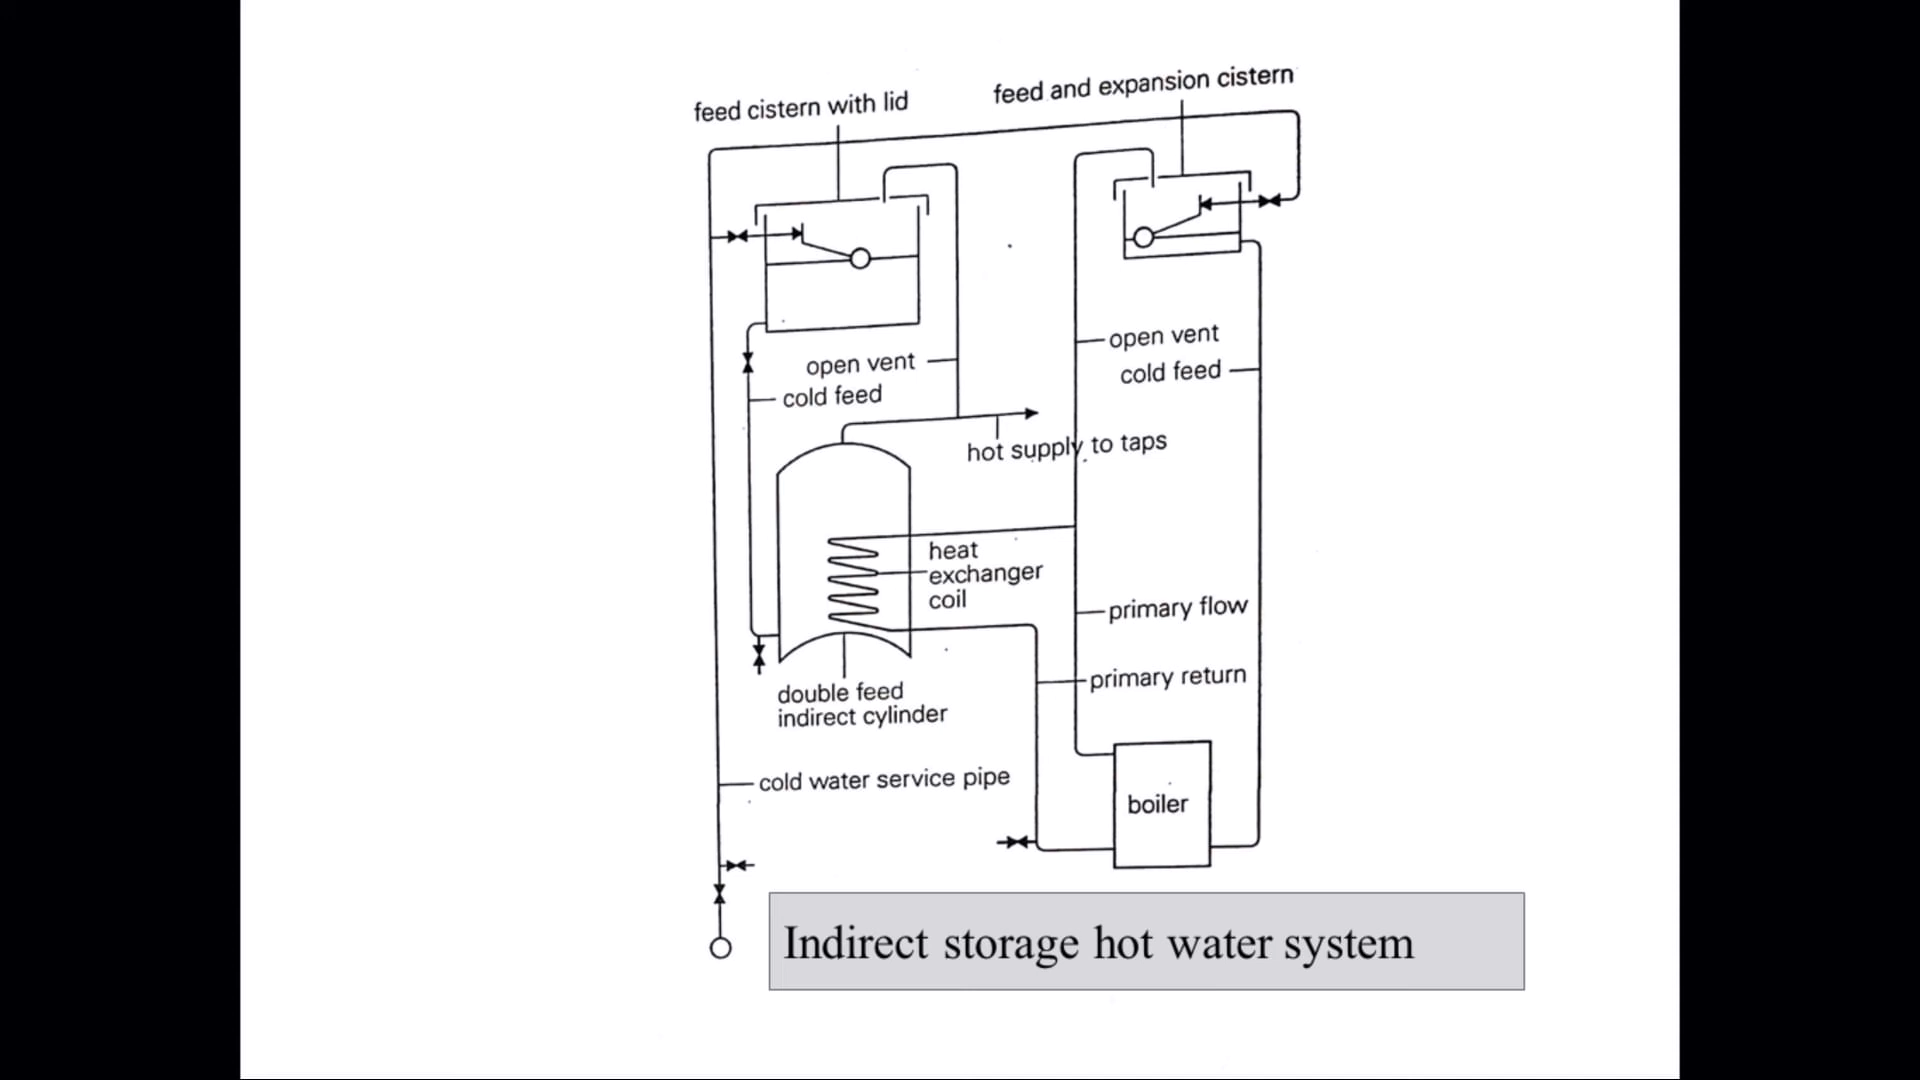 feed cistern with lid
feed and expansion cistern
open vent
cold feed
open vent
cold feed
hot supply to taps
heat
exchanger
coil
primary flow
primary return
double feed
indirect cylinder
cold water service pipe
boiler
Indirect storage hot water system